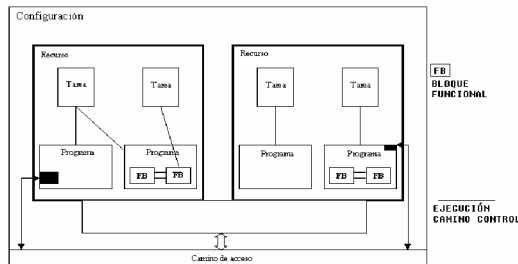 Configuración
Recurso
Recurso
Tarea
Tarea
Tarea
Tarea
Programa
Programa
Programa
Programa
FB
FB
FB
FB
Camino de acceso
FB
BLOQUE
FUNCIONAL
EJECUCIÓN
CAMINO CONTROL